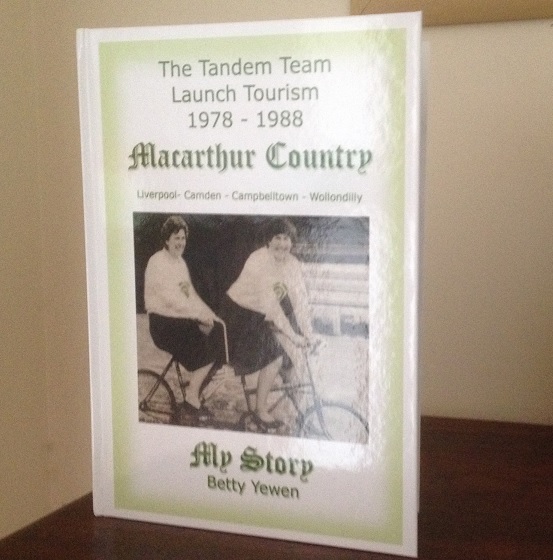 The Tandem Team
Launch Tourism
1978 - 1988
Macarthur Country
Liverpool- Camden - Campbelltown - Wollondilly
My Story
Betty Yewen